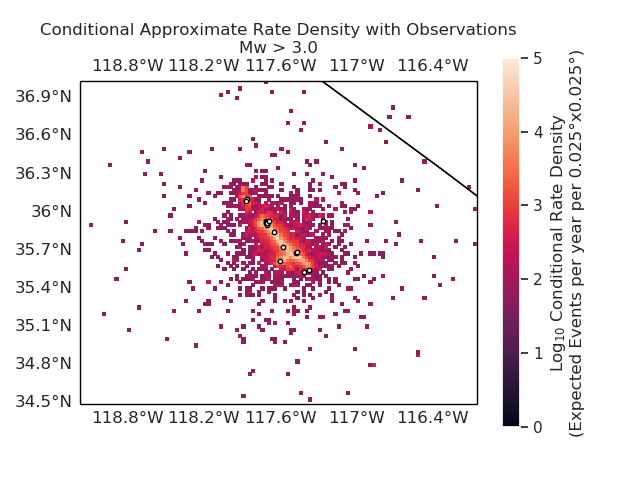 Conditional Approximate Rate Density with Observations
Mw > 3.0
118.8°W 118.2°W 117.6°W 117°W 116.4°W
36.9°N
36.6°N
36.3°N
36°N
35.7°N
35.4°N
35.1°N
34.8°N
34.5°N
118.8°W 118.2°W 117.6°W 117°W 116.4°W
5
4
3
2
1
0
Log₁₀ Conditional Rate Density
(Expected Events per year per 0.025°x0.025°)